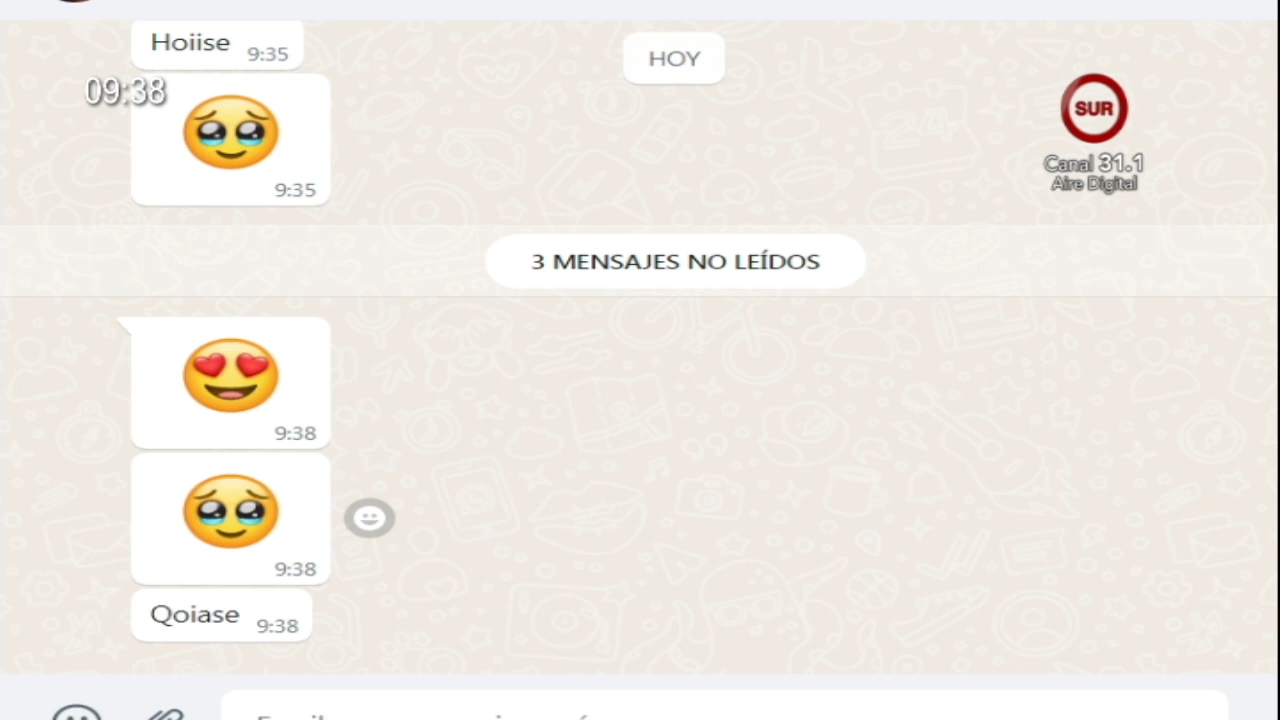 Hoiise 9:35
HOY
09:38
9:35
SUR
Canal 31.1
Aire Digital
3 MENSAJES NO LEÍDOS
9:38
9:38
Qoiase 9:38